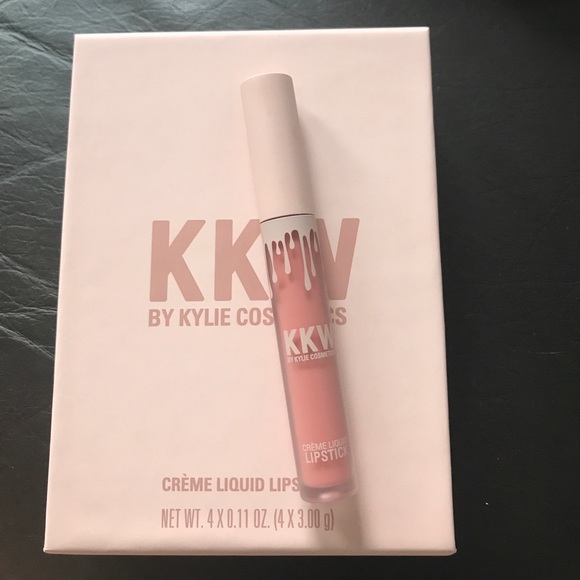 KKW
BY KYLIE COSMETICS
CRÈME LIQUID LIPS
NET WT. 4 X 0.11 OZ. (4 X 3.00 g)
KKW
BY KYLIE COSMETICS
CRÈME LIQUID
LIPSTICK